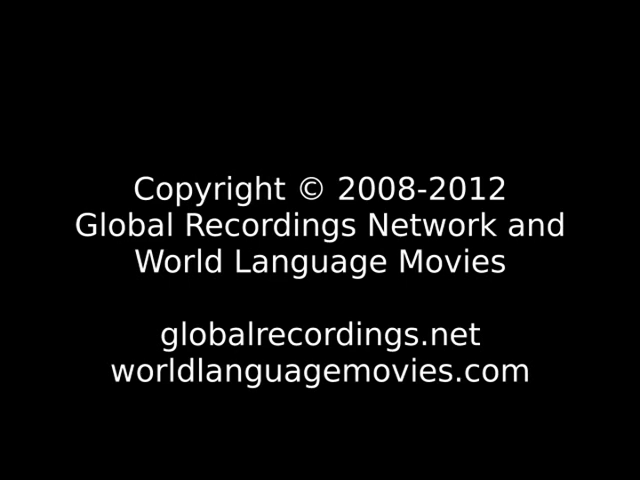 Copyright © 2008-2012
Global Recordings Network and
World Language Movies
globalrecordings.net
worldlanguagemovies.com